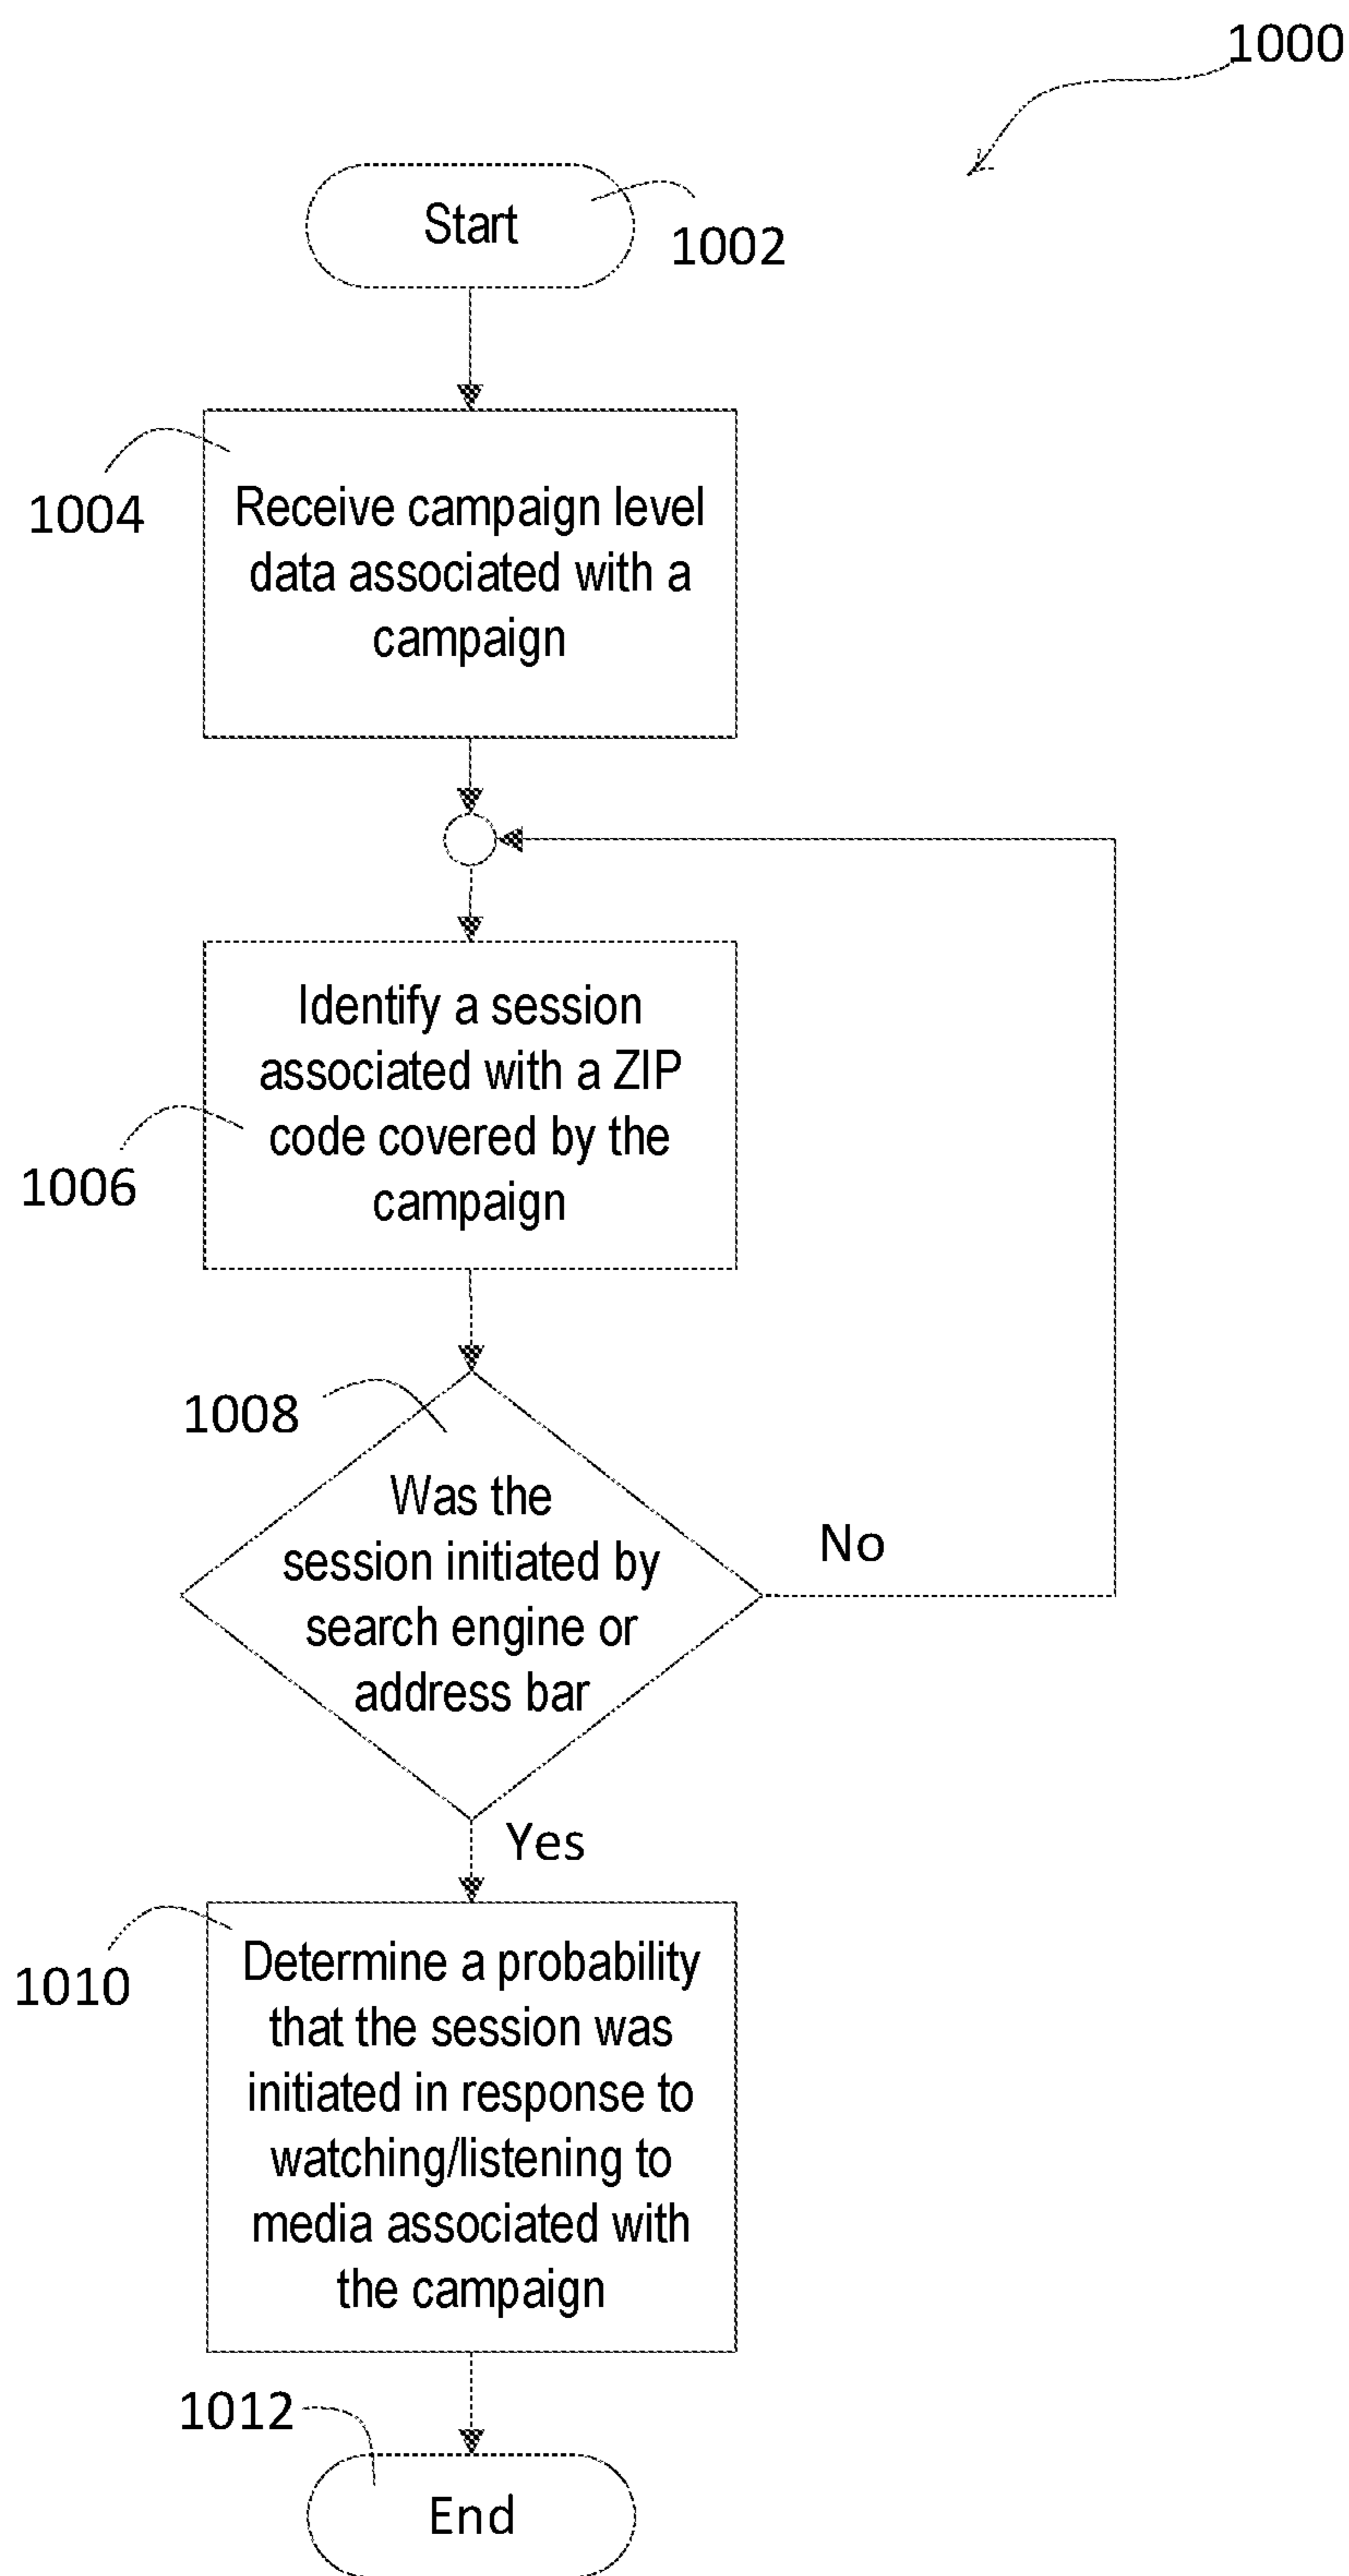 1000
Start
1002
1004
Receive campaign level
data associated with a
campaign
Identify a session
associated with a ZIP
code covered by the
campaign
1006
1008
Was the
session initiated by
search engine or
address bar
No
Yes
1010
Determine a probability
that the session was
initiated in response to
watching/listening to
media associated with
the campaign
1012
End